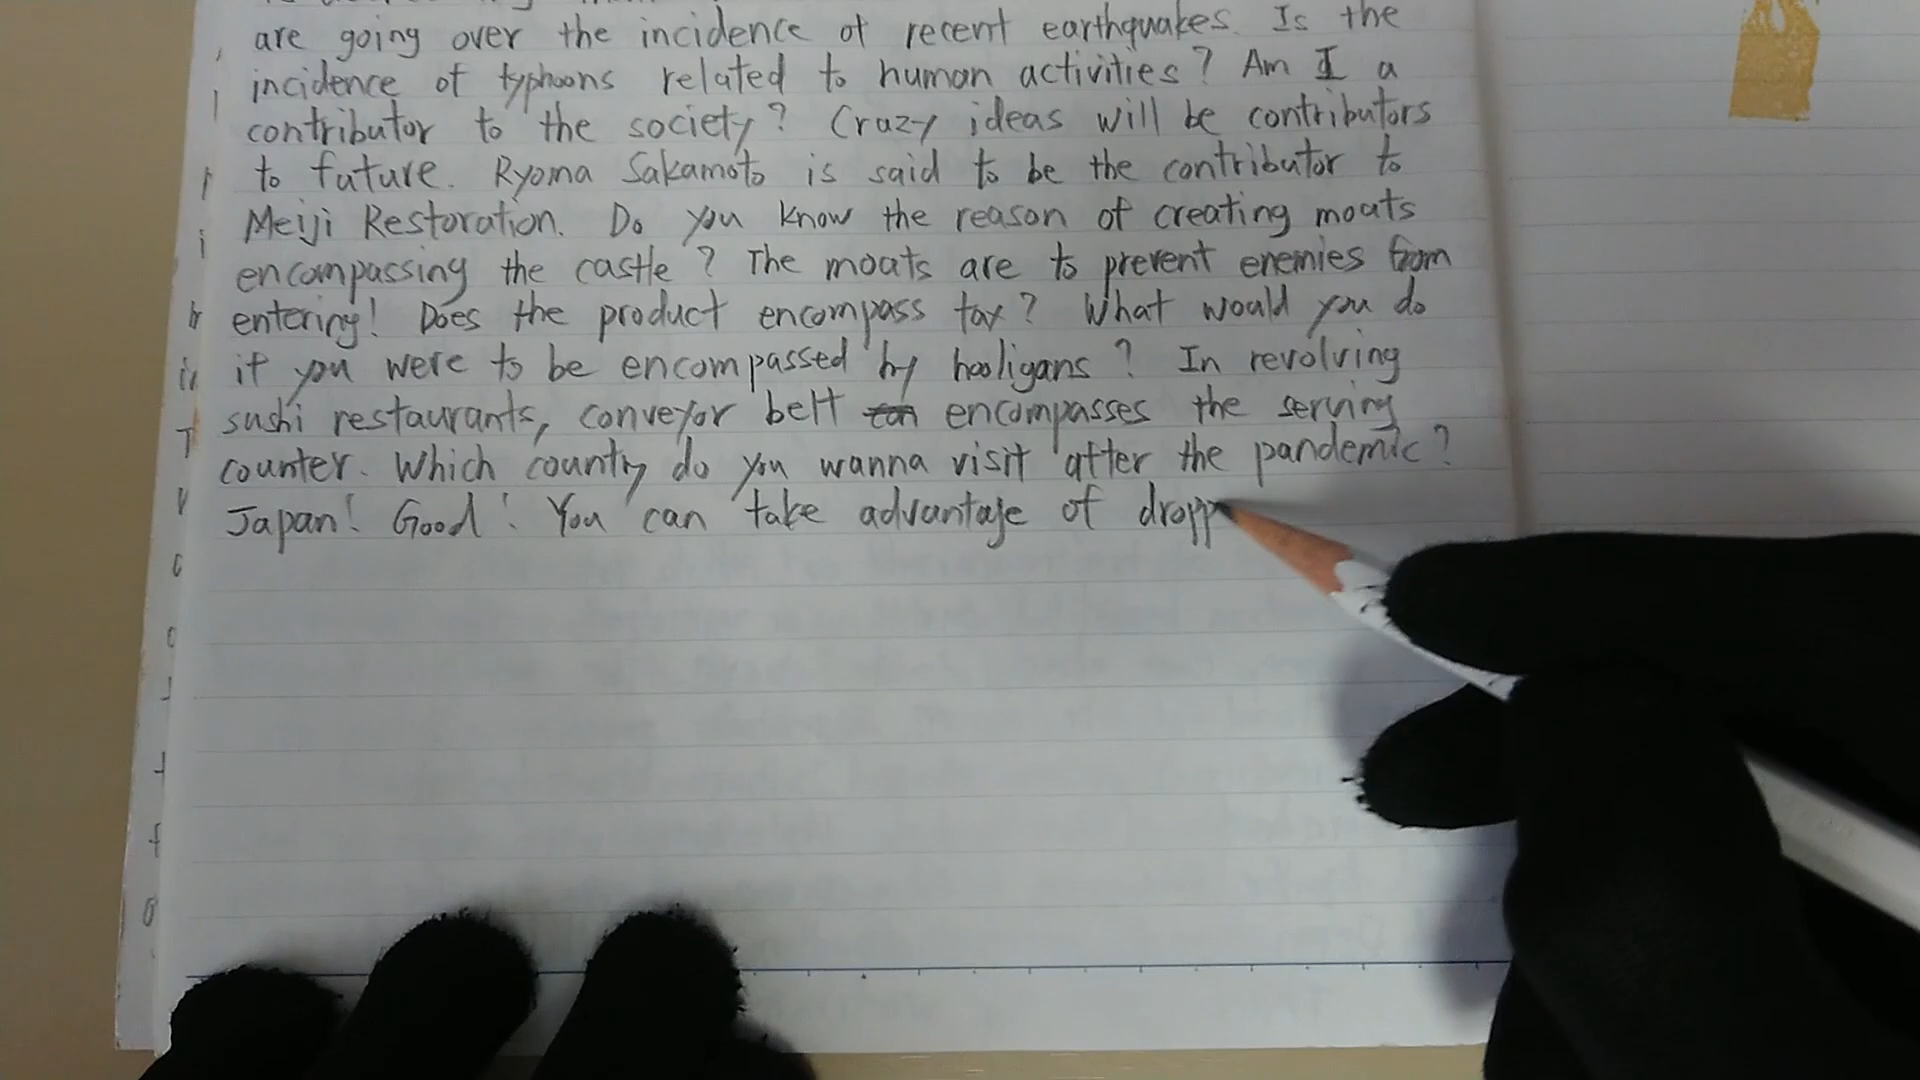 are going over the incidence of recent earthquakes. Is the
incidence of typhoons related to human activities? Am I a
contributor to the society? Crazy ideas will be contributors
to future. Ryoma Sakamoto is said to be the contributor to
Meiji Restoration. Do you know the reason of creating moats
encompassing the castle? The moats are to prevent enemies from
entering! Does the product encompass tax? What would you do
if you were to be encompassed by hooligans? In revolving
sushi restaurants, conveyor belt encompasses the serving
counter. Which country do you wanna visit after the pandemic?
Japan! Good! You can take advantage of dropp